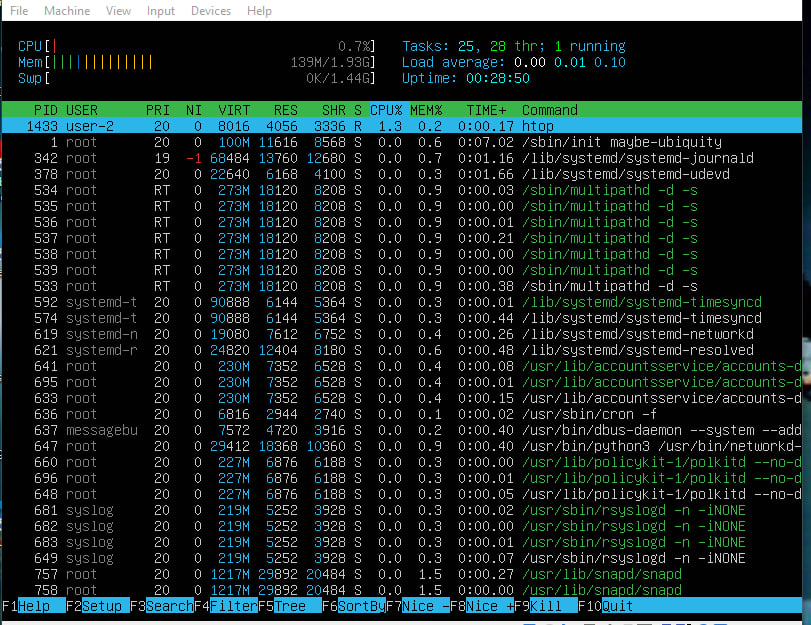 File Machine View Input Devices Help
CPU[| 0.7%] Tasks: 25, 28 thr; 1 running
Mem[||||||||||||| 139M/1.93G] Load average: 0.00 0.01 0.10
Swp[ 0K/1.44G] Uptime: 00:28:50
PID USER PRI NI VIRT RES SHR S CPU% MEM% TIME+ Command
1433 user-2 20 0 8016 4056 3336 R 1.3 0.2 0:00.17 htop
1 root 20 0 100M 11616 8568 S 0.0 0.6 0:07.02 /sbin/init maybe-ubiquity
342 root 19 -1 68484 13760 12680 S 0.0 0.7 0:01.16 /lib/systemd/systemd-journald
378 root 20 0 22640 6168 4100 S 0.0 0.3 0:01.66 /lib/systemd/systemd-udevd
534 root RT 0 273M 18120 8208 S 0.0 0.9 0:00.03 /sbin/multipathd -d -s
535 root RT 0 273M 18120 8208 S 0.0 0.9 0:00.00 /sbin/multipathd -d -s
536 root RT 0 273M 18120 8208 S 0.0 0.9 0:00.01 /sbin/multipathd -d -s
537 root RT 0 273M 18120 8208 S 0.0 0.9 0:00.21 /sbin/multipathd -d -s
538 root RT 0 273M 18120 8208 S 0.0 0.9 0:00.00 /sbin/multipathd -d -s
539 root RT 0 273M 18120 8208 S 0.0 0.9 0:00.00 /sbin/multipathd -d -s
533 root RT 0 273M 18120 8208 S 0.0 0.9 0:00.38 /sbin/multipathd -d -s
592 systemd-t 20 0 90888 6144 5364 S 0.0 0.3 0:00.01 /lib/systemd/systemd-timesyncd
574 systemd-t 20 0 90888 6144 5364 S 0.0 0.3 0:00.44 /lib/systemd/systemd-timesyncd
619 systemd-n 20 0 19080 7612 6752 S 0.0 0.4 0:00.26 /lib/systemd/systemd-networkd
621 systemd-r 20 0 24820 12404 8180 S 0.0 0.6 0:00.48 /lib/systemd/systemd-resolved
641 root 20 0 230M 7352 6528 S 0.0 0.4 0:00.08 /usr/lib/accountsservice/accounts-d
695 root 20 0 230M 7352 6528 S 0.0 0.4 0:00.01 /usr/lib/accountsservice/accounts-d
633 root 20 0 230M 7352 6528 S 0.0 0.4 0:00.15 /usr/lib/accountsservice/accounts-d
636 root 20 0 6816 2944 2740 S 0.0 0.1 0:00.02 /usr/sbin/cron -f
637 messagebu 20 0 7572 4720 3916 S 0.0 0.2 0:00.40 /usr/bin/dbus-daemon --system --add
647 root 20 0 29412 18368 10360 S 0.0 0.9 0:00.40 /usr/bin/python3 /usr/bin/networkd-
660 root 20 0 227M 6876 6188 S 0.0 0.3 0:00.00 /usr/lib/policykit-1/polkitd --no-d
696 root 20 0 227M 6876 6188 S 0.0 0.3 0:00.01 /usr/lib/policykit-1/polkitd --no-d
648 root 20 0 227M 6876 6188 S 0.0 0.3 0:00.05 /usr/lib/policykit-1/polkitd --no-d
681 syslog 20 0 219M 5252 3928 S 0.0 0.3 0:00.02 /usr/sbin/rsyslogd -n -iNONE
682 syslog 20 0 219M 5252 3928 S 0.0 0.3 0:00.00 /usr/sbin/rsyslogd -n -iNONE
683 syslog 20 0 219M 5252 3928 S 0.0 0.3 0:00.01 /usr/sbin/rsyslogd -n -iNONE
649 syslog 20 0 219M 5252 3928 S 0.0 0.3 0:00.07 /usr/sbin/rsyslogd -n -iNONE
757 root 20 0 1217M 29892 20484 S 0.0 1.5 0:00.27 /usr/lib/snapd/snapd
758 root 20 0 1217M 29892 20484 S 0.0 1.5 0:00.00 /usr/lib/snapd/snapd
F1Help F2Setup F3SearchF4FilterF5Tree F6SortByF7Nice -F8Nice +F9Kill F10Quit